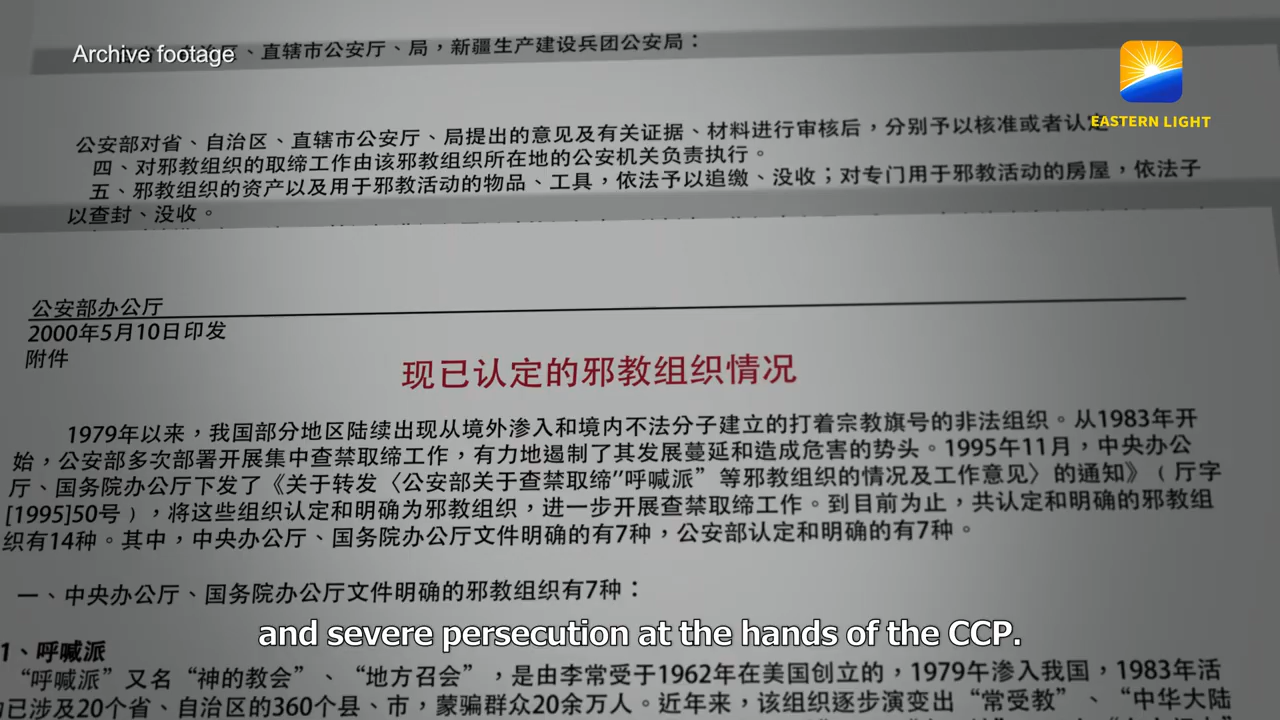 Archive footage
、直辖市公安厅、局，新疆生产建设兵团公安局：
EASTERN LIGHT
公安部对省、自治区、直辖市公安厅、局提出的意见及有关证据、材料进行审核后，分别予以核准或者认定
四、对邪教组织的取缔工作由该邪教组织所在地的公安机关负责执行。
五、邪教组织的资产以及用于邪教活动的物品、工具，依法予以追缴、没收；对专门用于邪教活动的房屋，依法予
以查封、没收。
公安部办公厅
2000年5月10日印发
附件
现已认定的邪教组织情况
1979年以来，我国部分地区陆续出现从境外渗入和境内不法分子建立的打着宗教旗号的非法组织。从1983年开
始，公安部多次部署开展集中查禁取缔工作，有力地遏制了其发展蔓延和造成危害的势头。1995年11月，中央办公
厅、国务院办公厅下发了《关于转发〈公安部关于查禁取缔"呼喊派”等邪教组织的情况及工作意见〉的通知》（厅字
[1995]50号），将这些组织认定和明确为邪教组织，进一步开展查禁取缔工作。到目前为止，共认定和明确的邪教组
织有14种。其中，中央办公厅、国务院办公厅文件明确的有7种，公安部认定和明确的有7种。
一、中央办公厅、国务院办公厅文件明确的邪教组织有7种：
and severe persecution at the hands of the CCP.
1、呼喊派
“呼喊派”又名“神的教会”、“地方召会”，是由李常受于1962年在美国创立的，1979年渗入我国，1983年活
已涉及20个省、自治区的360个县、市，蒙骗群众20余万人。近年来，该组织逐步演变出“常受教”、“中华大陆